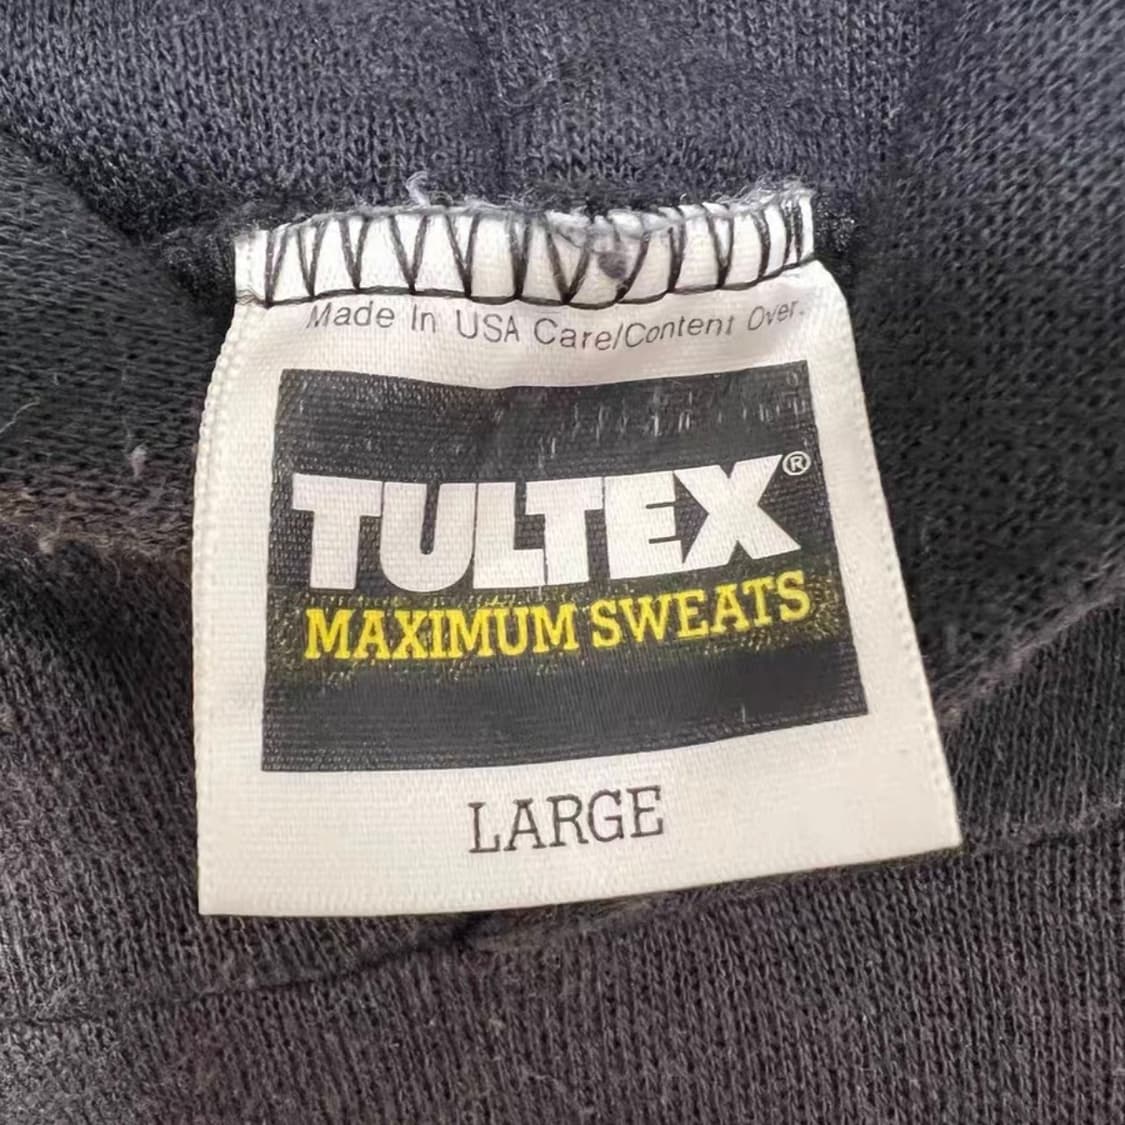 Made In USA Care/Content Over.
TULTEX®
MAXIMUM SWEATS
LARGE